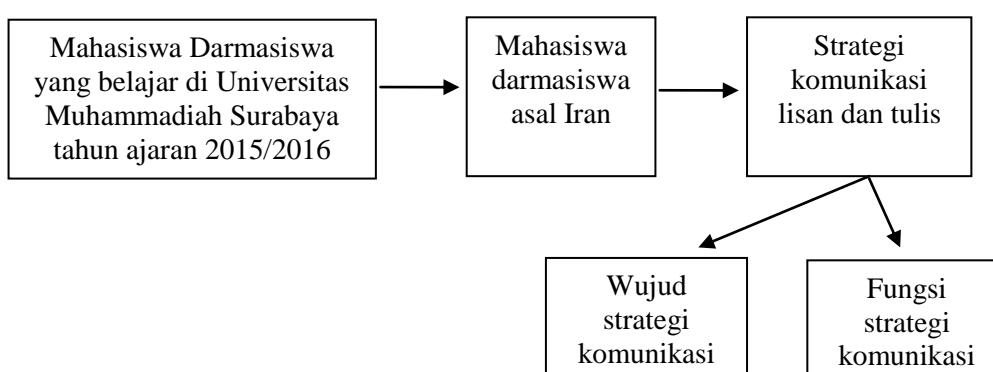 Mahasiswa Darmasiswa
yang belajar di Universitas
Muhammadiah Surabaya
tahun ajaran 2015/2016
Mahasiswa
darmasiswa
asal Iran
Strategi
komunikasi
lisan dan tulis
Wujud
strategi
komunikasi
Fungsi
strategi
komunikasi